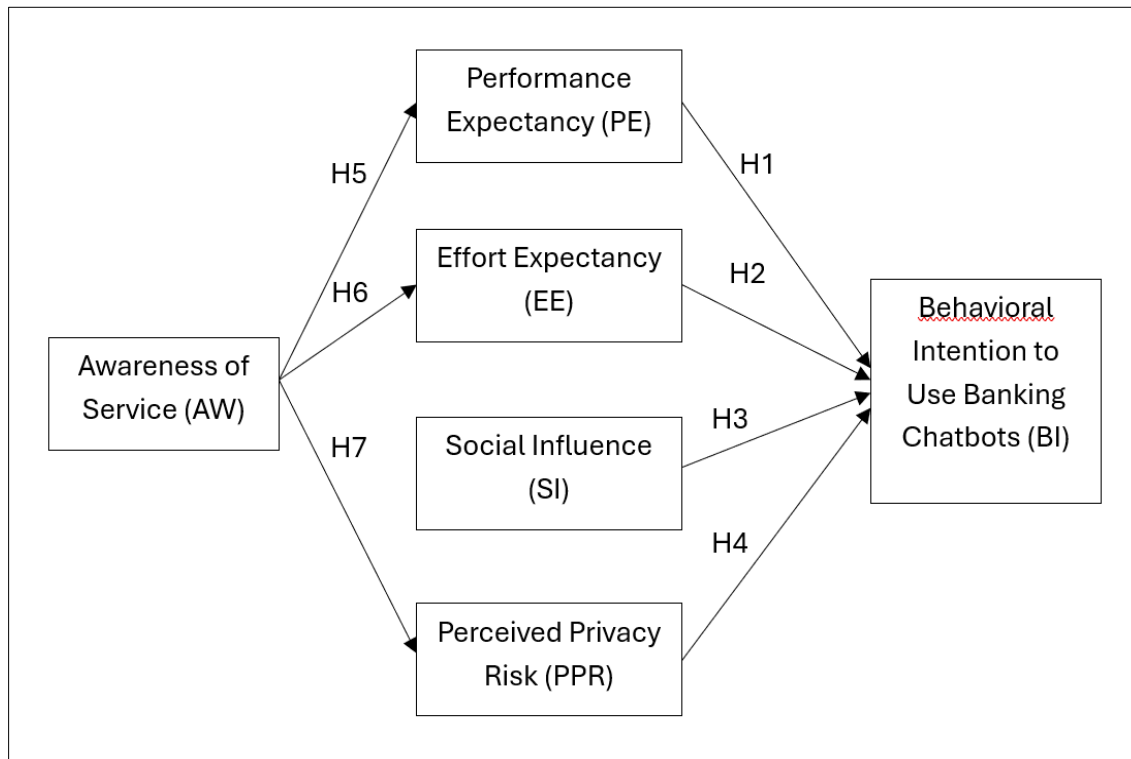 Performance
Expectancy (PE)
H5
H1
Effort Expectancy
(EE)
H6
H2
Awareness of
Service (AW)
Behavioral
Intention to
Use Banking
Chatbots (BI)
Social Influence
(SI)
H7
H3
Perceived Privacy
Risk (PPR)
H4